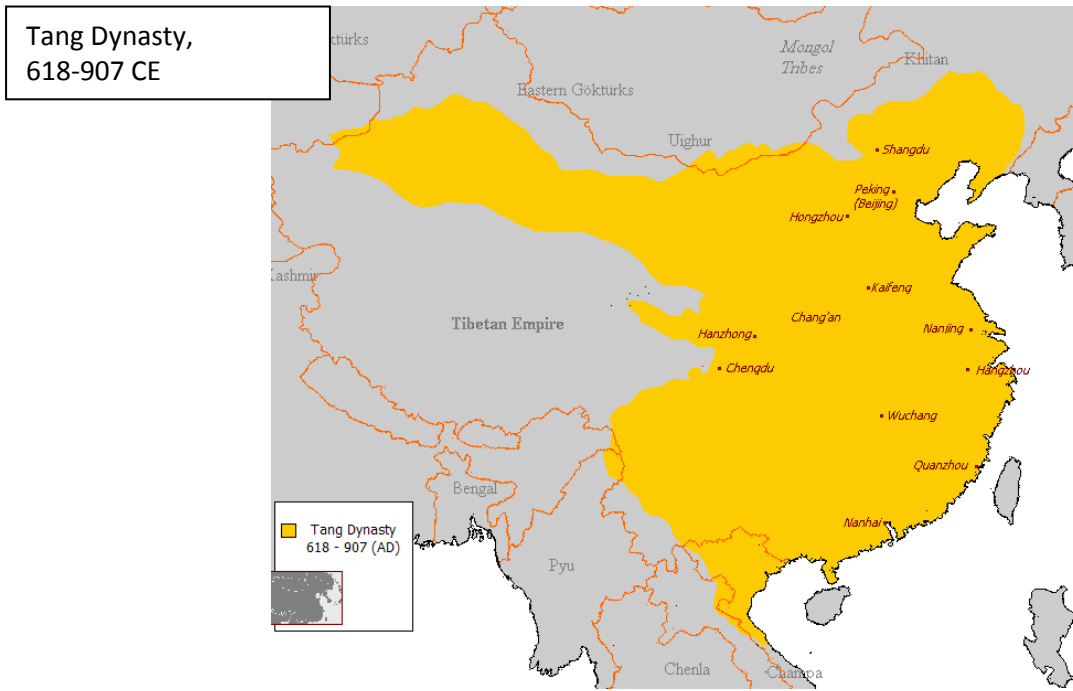 Tang Dynasty,
618-907 CE
Mongol
Tribes
Khitan
Eastern Göktürks
Uighur
Shangdu
Peking
(Beijing)
Hongzhou
Kashmir
Kaifeng
Tibetan Empire
Chang'an
Hanzhong
Nanjing
Chengdu
Hangzhou
Wuchang
Quanzhou
Bengal
Nanhai
Tang Dynasty
618 - 907 (AD)
Pyu
Chenla
Champa